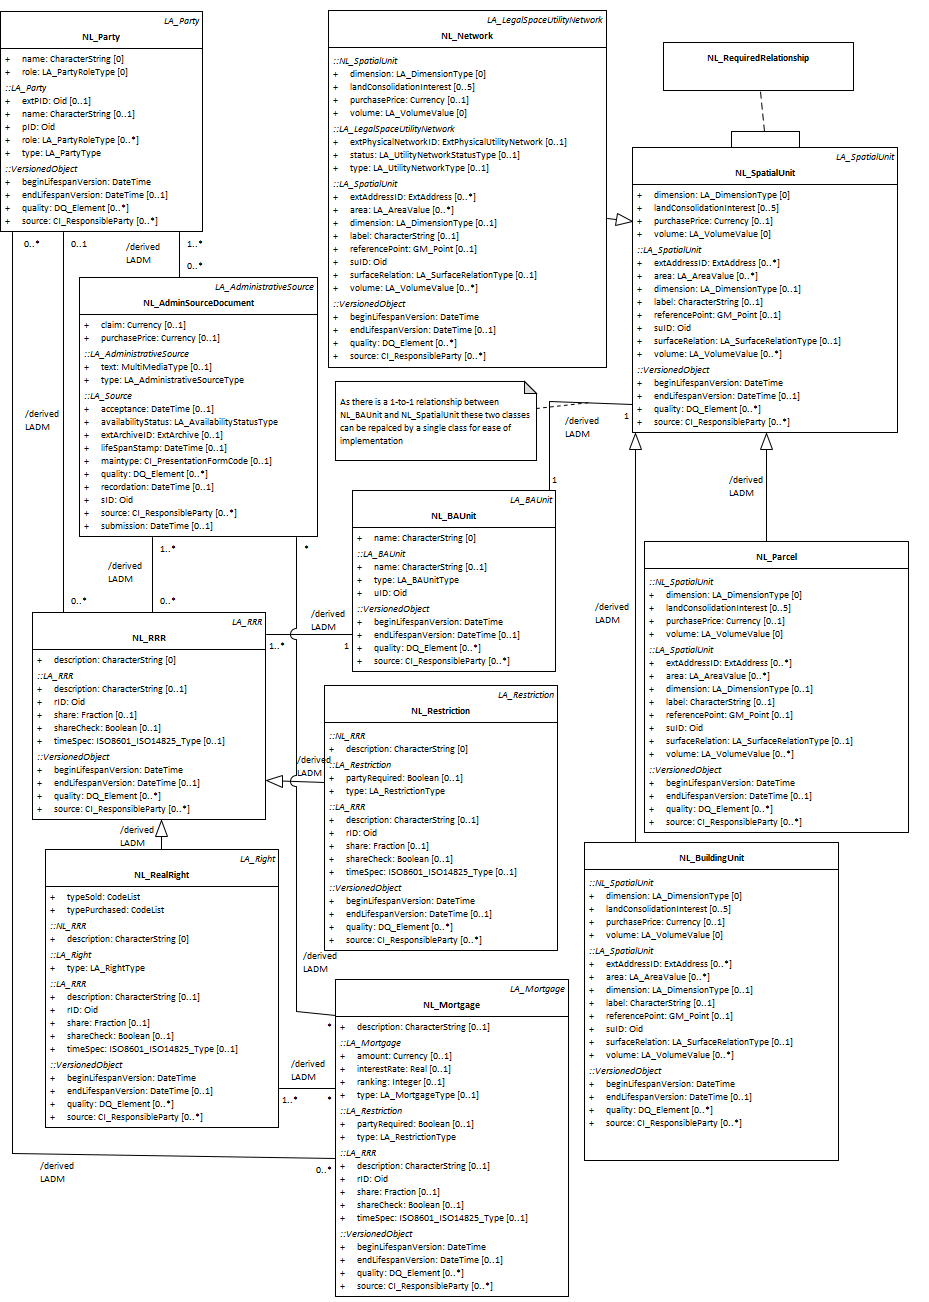 LA_Party
NL_Party
+ name: CharacterString [0]
+ role: LA_PartyRoleType [0]
::LA_Party
+ extPID: Oid [0..1]
+ name: CharacterString [0..1]
+ pID: Oid
+ role: LA_PartyRoleType [0..*]
+ type: LA_PartyType
::VersionedObject
+ beginLifespanVersion: DateTime
+ endLifespanVersion: DateTime [0..1]
+ quality: DQ_Element [0..*]
+ source: CI_ResponsibleParty [0..*]
LA_LegalSpaceUtilityNetwork
NL_Network
::NL_SpatialUnit
+ dimension: LA_DimensionType [0]
+ landConsolidationInterest [0..5]
+ purchasePrice: Currency [0..1]
+ volume: LA_VolumeValue [0]
::LA_LegalSpaceUtilityNetwork
+ extPhysicalNetworkID: ExtPhysicalUtilityNetwork [0..1]
+ status: LA_UtilityNetworkStatusType [0..1]
+ type: LA_UtilityNetworkType [0..1]
::LA_SpatialUnit
+ extAddressID: ExtAddress [0..*]
+ area: LA_AreaValue [0..*]
+ dimension: LA_DimensionType [0..1]
+ label: CharacterString [0..1]
+ referencePoint: GM_Point [0..1]
+ suID: Oid
+ surfaceRelation: LA_SurfaceRelationType [0..1]
+ volume: LA_VolumeValue [0..*]
::VersionedObject
+ beginLifespanVersion: DateTime
+ endLifespanVersion: DateTime [0..1]
+ quality: DQ_Element [0..*]
+ source: CI_ResponsibleParty [0..*]
NL_RequiredRelationship
LA_SpatialUnit
NL_SpatialUnit
+ dimension: LA_DimensionType [0]
+ landConsolidationInterest [0..5]
+ purchasePrice: Currency [0..1]
+ volume: LA_VolumeValue [0]
::LA_SpatialUnit
+ extAddressID: ExtAddress [0..*]
+ area: LA_AreaValue [0..*]
+ dimension: LA_DimensionType [0..1]
+ label: CharacterString [0..1]
+ referencePoint: GM_Point [0..1]
+ suID: Oid
+ surfaceRelation: LA_SurfaceRelationType [0..1]
+ volume: LA_VolumeValue [0..*]
::VersionedObject
+ beginLifespanVersion: DateTime
+ endLifespanVersion: DateTime [0..1]
+ quality: DQ_Element [0..*]
+ source: CI_ResponsibleParty [0..*]
0..*
0..1
/derived
LADM
1..*
0..*
LA_AdministrativeSource
NL_AdminSourceDocument
+ claim: Currency [0..1]
+ purchasePrice: Currency [0..1]
::LA_AdministrativeSource
+ text: MultiMediaType [0..1]
+ type: LA_AdministrativeSourceType
::LA_Source
+ acceptance: DateTime [0..1]
+ availabilityStatus: LA_AvailabilityStatusType
+ extArchiveID: ExtArchive [0..1]
+ lifeSpanStamp: DateTime [0..1]
+ maintype: CI_PresentationFormCode [0..1]
+ quality: DQ_Element [0..*]
+ recordation: DateTime [0..1]
+ sID: Oid
+ source: CI_ResponsibleParty [0..*]
+ submission: DateTime [0..1]
/derived
LADM
As there is a 1-to-1 relationship between
NL_BAUnit and NL_SpatialUnit these two classes
can be repalced by a single class for ease of
implementation
/derived
LADM
1
1
/derived
LADM
LA_BAUnit
NL_BAUnit
+ name: CharacterString [0]
::LA_BAUnit
+ name: CharacterString [0..1]
+ type: LA_BAUnitType
+ uID: Oid
::VersionedObject
+ beginLifespanVersion: DateTime
+ endLifespanVersion: DateTime [0..1]
+ quality: DQ_Element [0..*]
+ source: CI_ResponsibleParty [0..*]
1..*
*
/derived
LADM
0..*
0..*
/derived
LADM
1..*
1
/derived
LADM
NL_Parcel
::NL_SpatialUnit
+ dimension: LA_DimensionType [0]
+ landConsolidationInterest [0..5]
+ purchasePrice: Currency [0..1]
+ volume: LA_VolumeValue [0]
::LA_SpatialUnit
+ extAddressID: ExtAddress [0..*]
+ area: LA_AreaValue [0..*]
+ dimension: LA_DimensionType [0..1]
+ label: CharacterString [0..1]
+ referencePoint: GM_Point [0..1]
+ suID: Oid
+ surfaceRelation: LA_SurfaceRelationType [0..1]
+ volume: LA_VolumeValue [0..*]
::VersionedObject
+ beginLifespanVersion: DateTime
+ endLifespanVersion: DateTime [0..1]
+ quality: DQ_Element [0..*]
+ source: CI_ResponsibleParty [0..*]
LA_RRR
NL_RRR
+ description: CharacterString [0]
::LA_RRR
+ description: CharacterString [0..1]
+ rID: Oid
+ share: Fraction [0..1]
+ shareCheck: Boolean [0..1]
+ timeSpec: ISO8601_ISO14825_Type [0..1]
::VersionedObject
+ beginLifespanVersion: DateTime
+ endLifespanVersion: DateTime [0..1]
+ quality: DQ_Element [0..*]
+ source: CI_ResponsibleParty [0..*]
LA_Restriction
NL_Restriction
::NL_RRR
+ description: CharacterString [0]
::LA_Restriction
+ partyRequired: Boolean [0..1]
+ type: LA_RestrictionType
::LA_RRR
+ description: CharacterString [0..1]
+ rID: Oid
+ share: Fraction [0..1]
+ shareCheck: Boolean [0..1]
+ timeSpec: ISO8601_ISO14825_Type [0..1]
::VersionedObject
+ beginLifespanVersion: DateTime
+ endLifespanVersion: DateTime [0..1]
+ quality: DQ_Element [0..*]
+ source: CI_ResponsibleParty [0..*]
/derived
LADM
/derived
LADM
LA_Right
NL_RealRight
+ typeSold: CodeList
+ typePurchased: CodeList
::NL_RRR
+ description: CharacterString [0]
::LA_Right
+ type: LA_RightType
::LA_RRR
+ description: CharacterString [0..1]
+ rID: Oid
+ share: Fraction [0..1]
+ shareCheck: Boolean [0..1]
+ timeSpec: ISO8601_ISO14825_Type [0..1]
::VersionedObject
+ beginLifespanVersion: DateTime
+ endLifespanVersion: DateTime [0..1]
+ quality: DQ_Element [0..*]
+ source: CI_ResponsibleParty [0..*]
NL_BuildingUnit
::NL_SpatialUnit
+ dimension: LA_DimensionType [0]
+ landConsolidationInterest [0..5]
+ purchasePrice: Currency [0..1]
+ volume: LA_VolumeValue [0]
::LA_SpatialUnit
+ extAddressID: ExtAddress [0..*]
+ area: LA_AreaValue [0..*]
+ dimension: LA_DimensionType [0..1]
+ label: CharacterString [0..1]
+ referencePoint: GM_Point [0..1]
+ suID: Oid
+ surfaceRelation: LA_SurfaceRelationType [0..1]
+ volume: LA_VolumeValue [0..*]
::VersionedObject
+ beginLifespanVersion: DateTime
+ endLifespanVersion: DateTime [0..1]
+ quality: DQ_Element [0..*]
+ source: CI_ResponsibleParty [0..*]
/derived
LADM
LA_Mortgage
NL_Mortgage
+ description: CharacterString [0..1]
::LA_Mortgage
+ amount: Currency [0..1]
+ interestRate: Real [0..1]
+ ranking: Integer [0..1]
+ type: LA_MortgageType [0..1]
::LA_Restriction
+ partyRequired: Boolean [0..1]
+ type: LA_RestrictionType
::LA_RRR
+ description: CharacterString [0..1]
+ rID: Oid
+ share: Fraction [0..1]
+ shareCheck: Boolean [0..1]
+ timeSpec: ISO8601_ISO14825_Type [0..1]
::VersionedObject
+ beginLifespanVersion: DateTime
+ endLifespanVersion: DateTime [0..1]
+ quality: DQ_Element [0..*]
+ source: CI_ResponsibleParty [0..*]
*
/derived
LADM
1..*
*
/derived
LADM
0..*